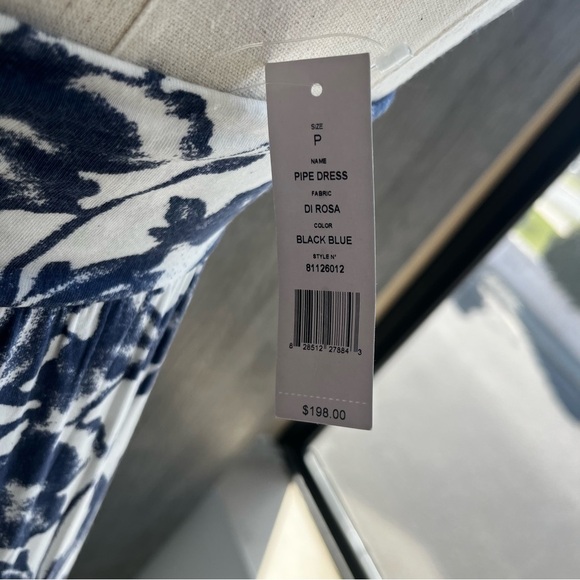 SIZE
P
NAME
PIPE DRESS
FABRIC
DI ROSA
COLOR
BLACK BLUE
STYLE N°
81126012
8 28512 27884 3
$198.00